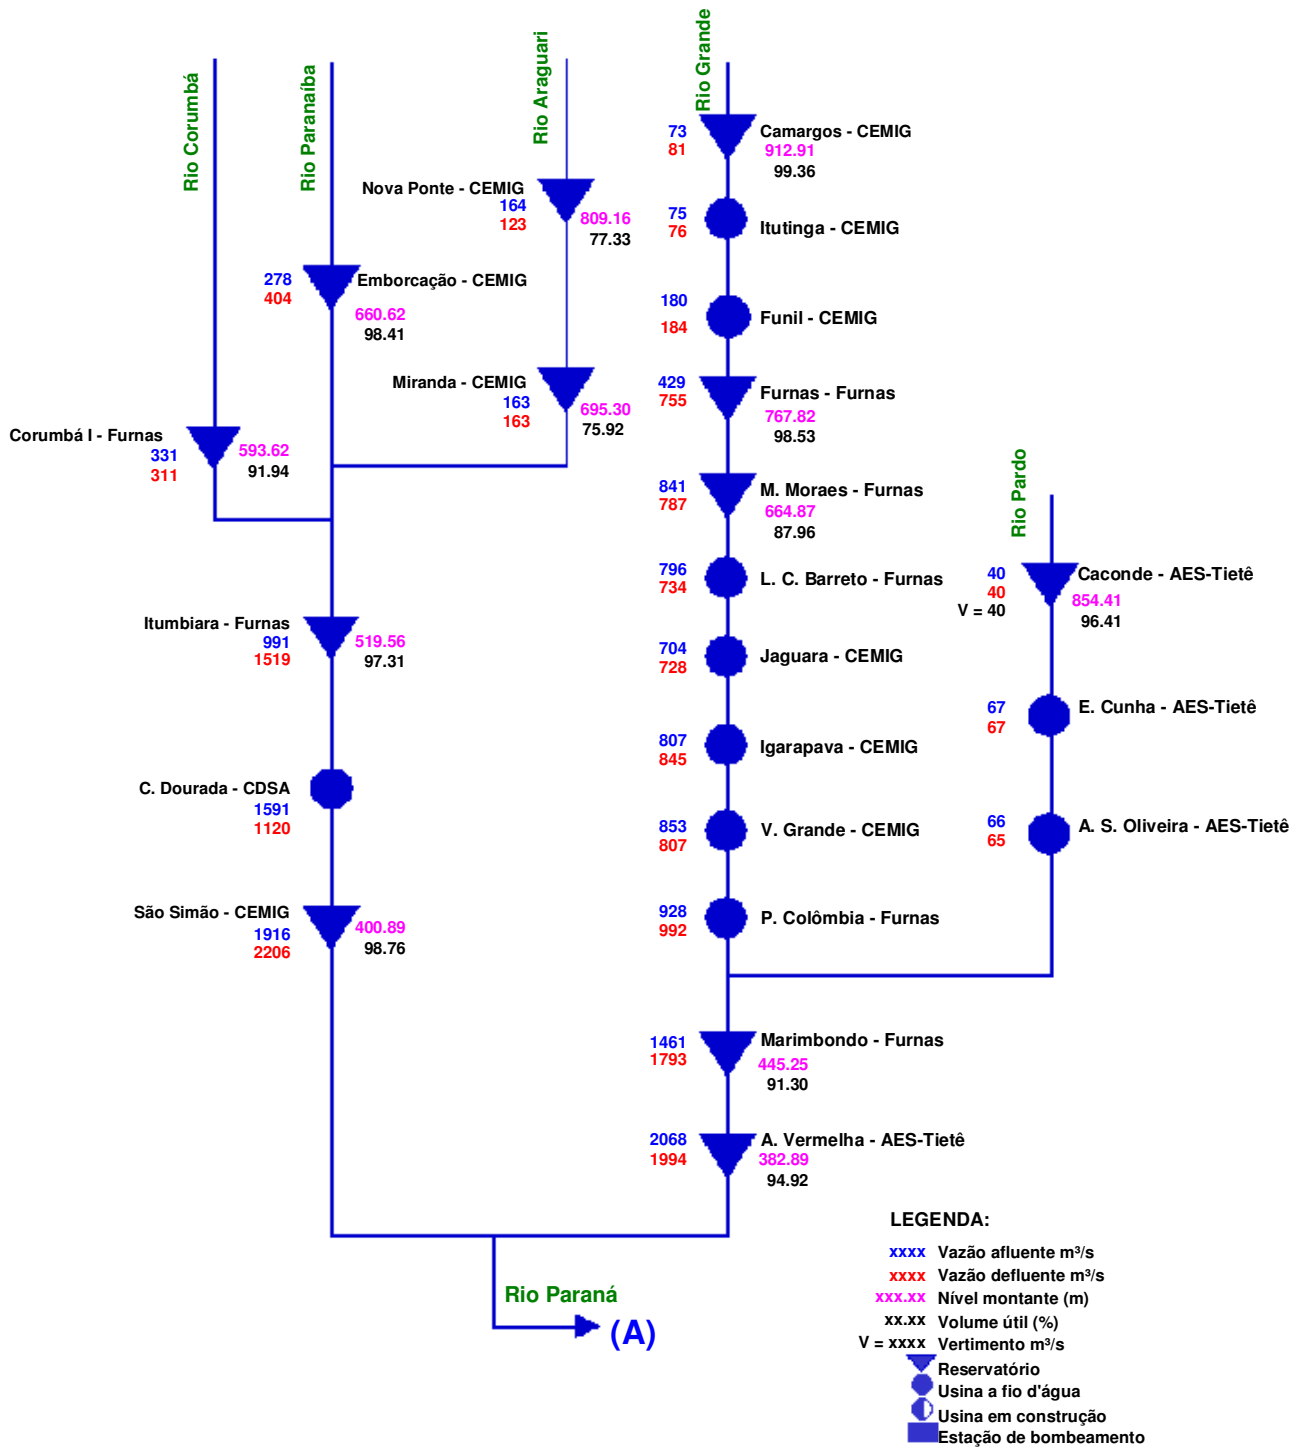 Rio Corumbá
Rio Paranaíba
Rio Araguari
Rio Grande
Camargos - CEMIG
73
81
912.91
99.36
Nova Ponte - CEMIG
164
123
809.16
77.33
75
76
Itutinga - CEMIG
278
404
Emborcação - CEMIG
660.62
98.41
180
184
Funil - CEMIG
Miranda - CEMIG
163
163
695.30
75.92
429
755
Furnas - Furnas
767.82
98.53
Corumbá I - Furnas
331
311
593.62
91.94
841
787
M. Moraes - Furnas
664.87
87.96
Rio Pardo
796
734
L. C. Barreto - Furnas
40
40
V = 40
Caconde - AES-Tietê
854.41
96.41
Itumbiara - Furnas
991
1519
519.56
97.31
704
728
Jaguara - CEMIG
67
67
E. Cunha - AES-Tietê
807
845
Igarapava - CEMIG
C. Dourada - CDSA
1591
1120
853
807
V. Grande - CEMIG
66
65
A. S. Oliveira - AES-Tietê
São Simão - CEMIG
1916
2206
400.89
98.76
928
992
P. Colômbia - Furnas
1461
1793
Marimbondo - Furnas
445.25
91.30
2068
1994
A. Vermelha - AES-Tietê
382.89
94.92
Rio Paraná
(A)
LEGENDA:
xxxx Vazão afluente m³/s
xxxx Vazão defluente m³/s
xxx.xx Nível montante (m)
xx.xx Volume útil (%)
V = xxxx Vertimento m³/s
Reservatório
Usina a fio d'água
Usina em construção
Estação de bombeamento